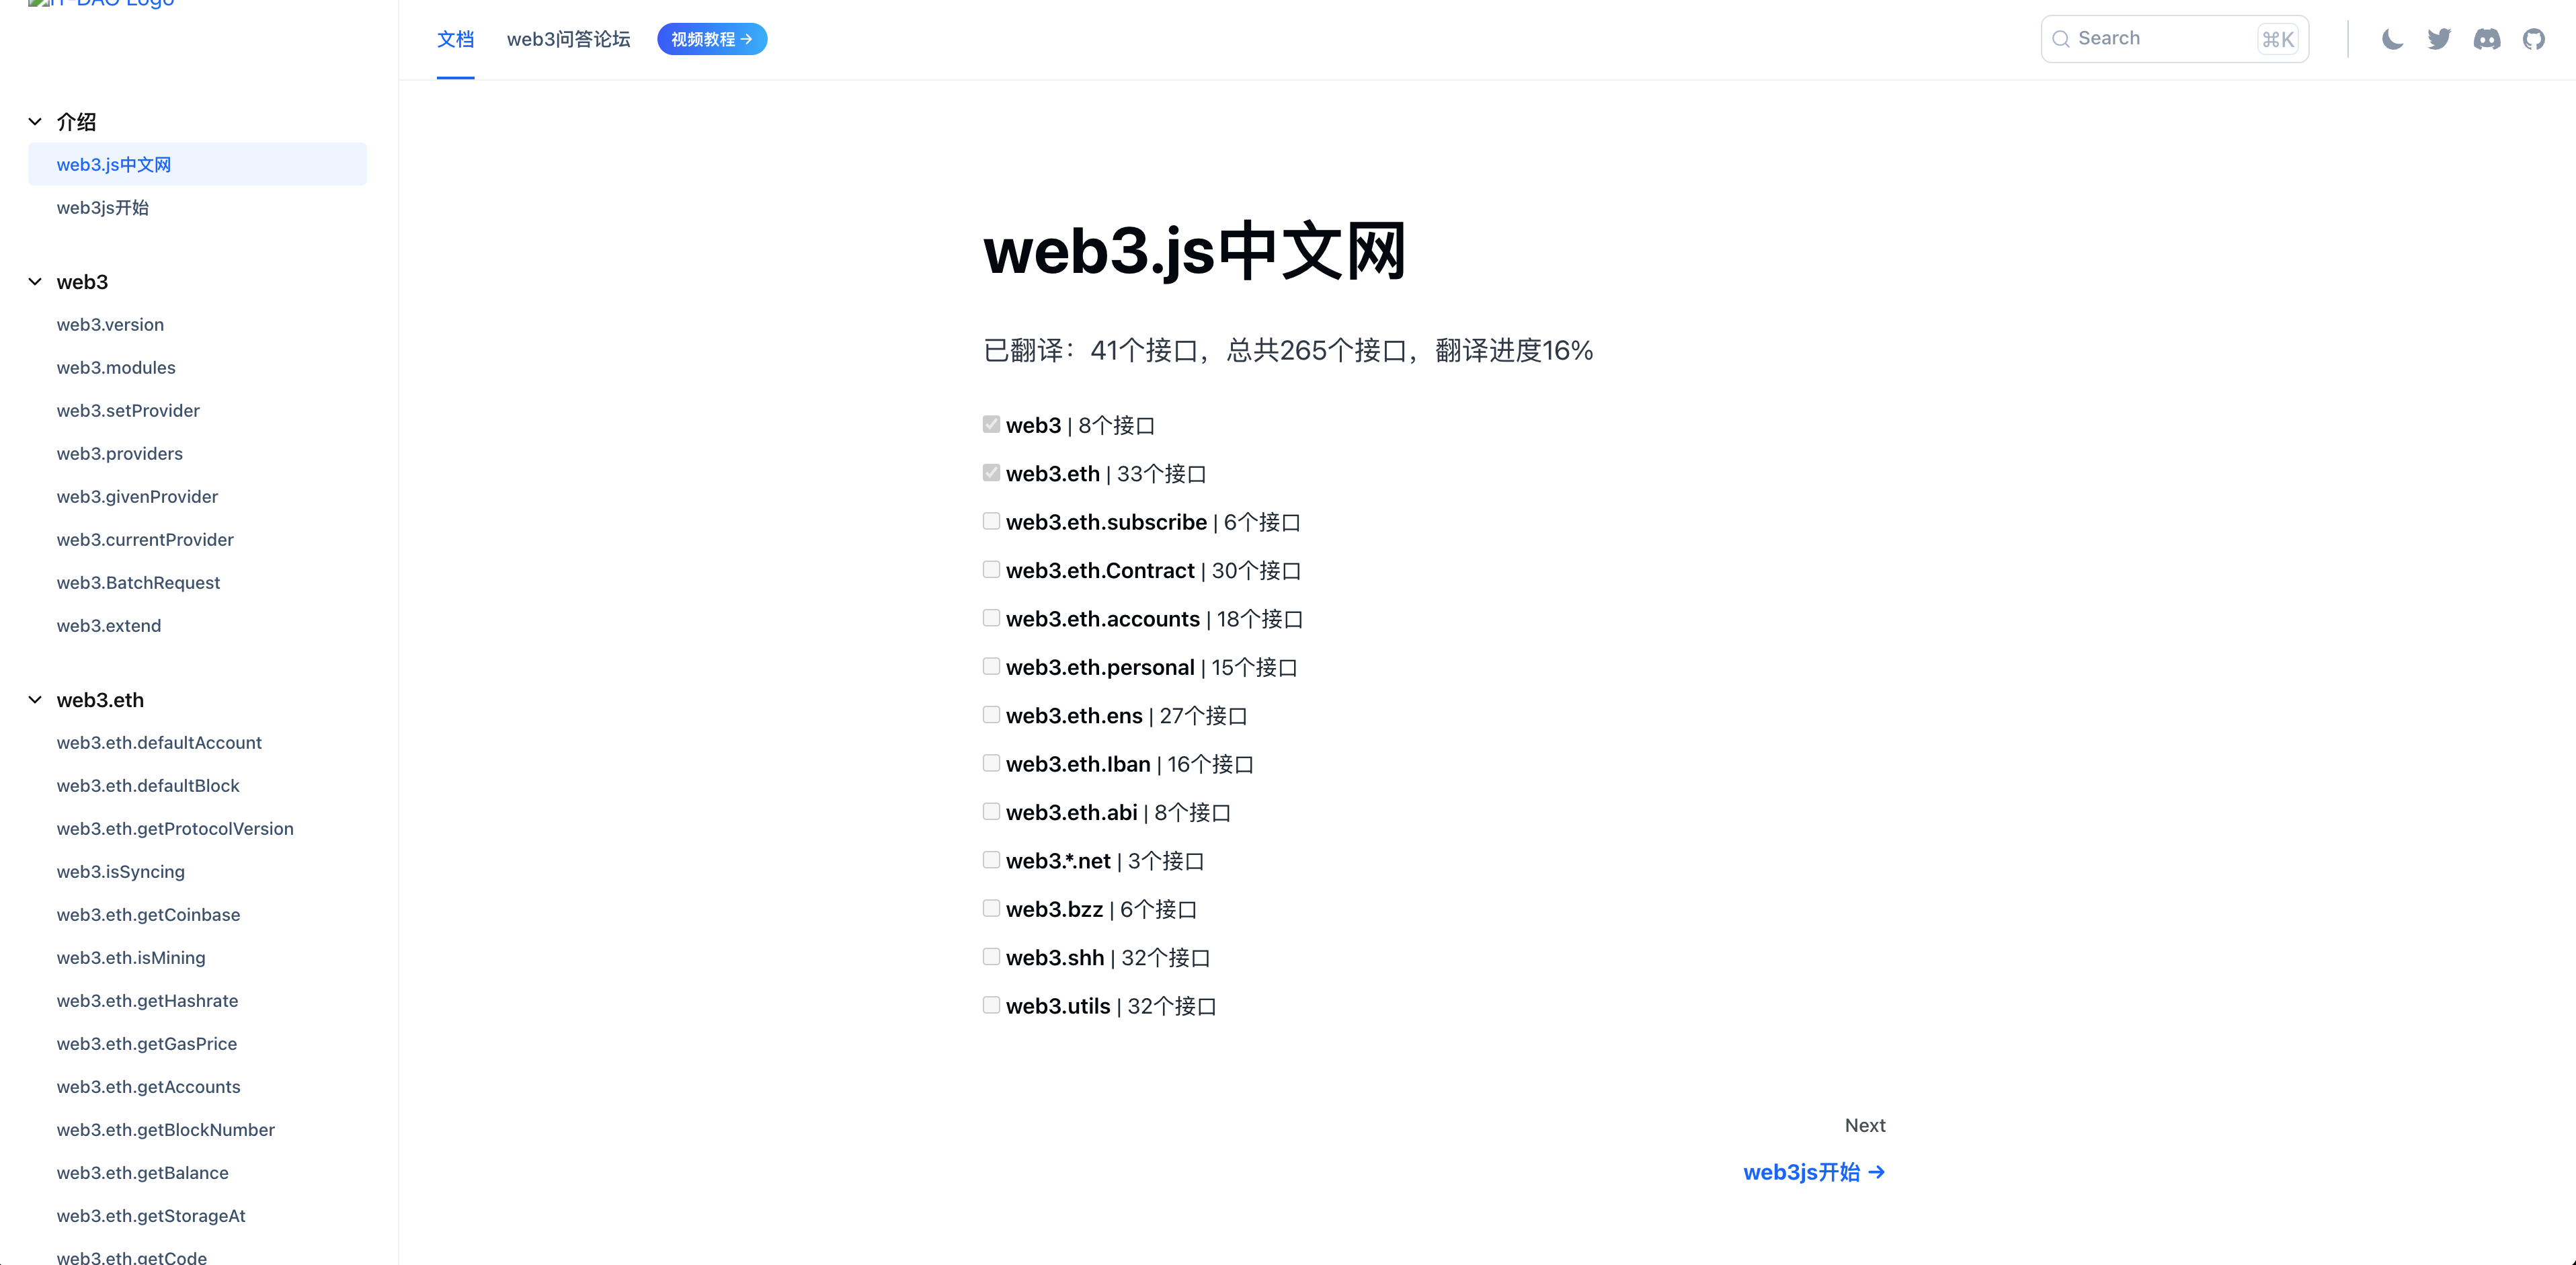 文档
web3问答论坛
视频教程 →
Search
⌘K
介绍
web3.js中文网
web3js开始
web3
web3.version
web3.modules
web3.setProvider
web3.providers
web3.givenProvider
web3.currentProvider
web3.BatchRequest
web3.extend
web3.eth
web3.eth.defaultAccount
web3.eth.defaultBlock
web3.eth.getProtocolVersion
web3.isSyncing
web3.eth.getCoinbase
web3.eth.isMining
web3.eth.getHashrate
web3.eth.getGasPrice
web3.eth.getAccounts
web3.eth.getBlockNumber
web3.eth.getBalance
web3.eth.getStorageAt
web3.eth.getCode
web3.js中文网
已翻译：41个接口，总共265个接口，翻译进度16%
web3 | 8个接口
web3.eth | 33个接口
web3.eth.subscribe | 6个接口
web3.eth.Contract | 30个接口
web3.eth.accounts | 18个接口
web3.eth.personal | 15个接口
web3.eth.ens | 27个接口
web3.eth.Iban | 16个接口
web3.eth.abi | 8个接口
web3.*.net | 3个接口
web3.bzz | 6个接口
web3.shh | 32个接口
web3.utils | 32个接口
Next
web3js开始 →